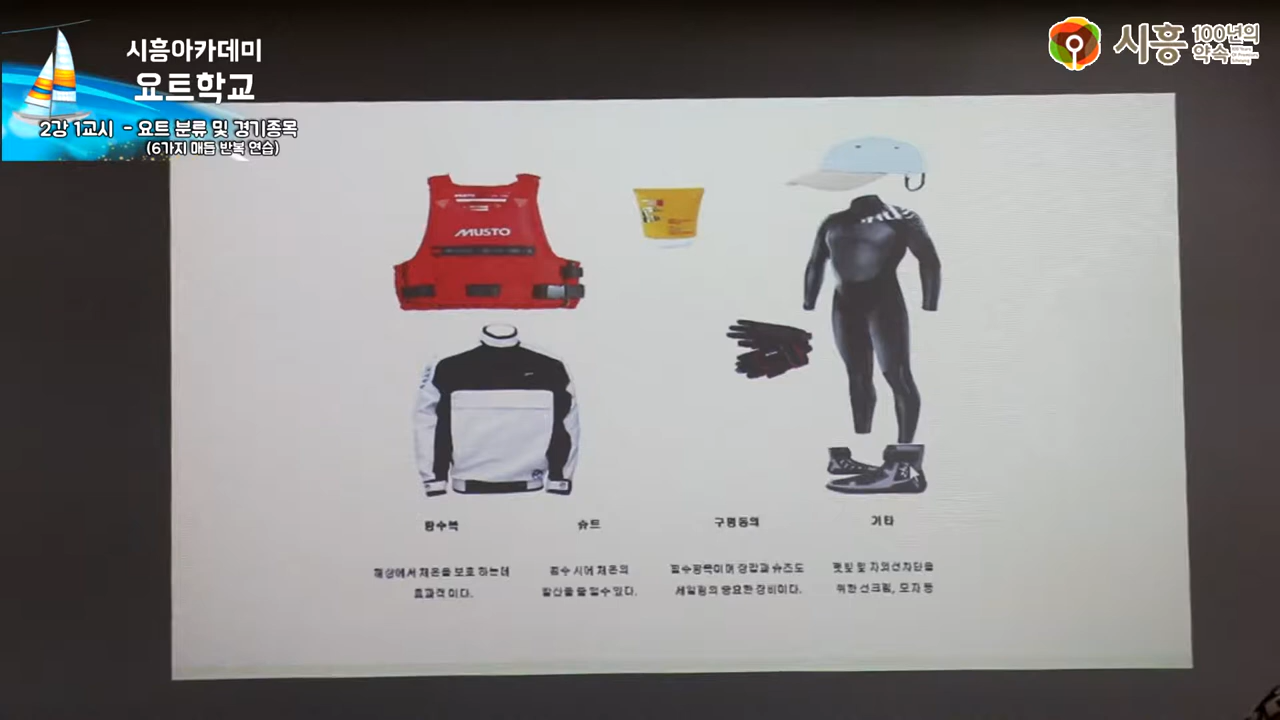 시흥아카데미
요트학교
2강 1교시 - 요트 분류 및 경기종목
(6가지 매듭 반복 연습)
시흥 100년의 약속
MUSTO
방수복
슈트
구명동의
기타
해상에서 체온을 보호 하는데
효과적 이다.
입수 시에 체온의
발산을 줄 일수 있다.
필수품목이며 장갑과 슈즈도
세일링의 중요한 장비이다.
햇빛 및 자외선차단을
위한 선크림, 모자 등